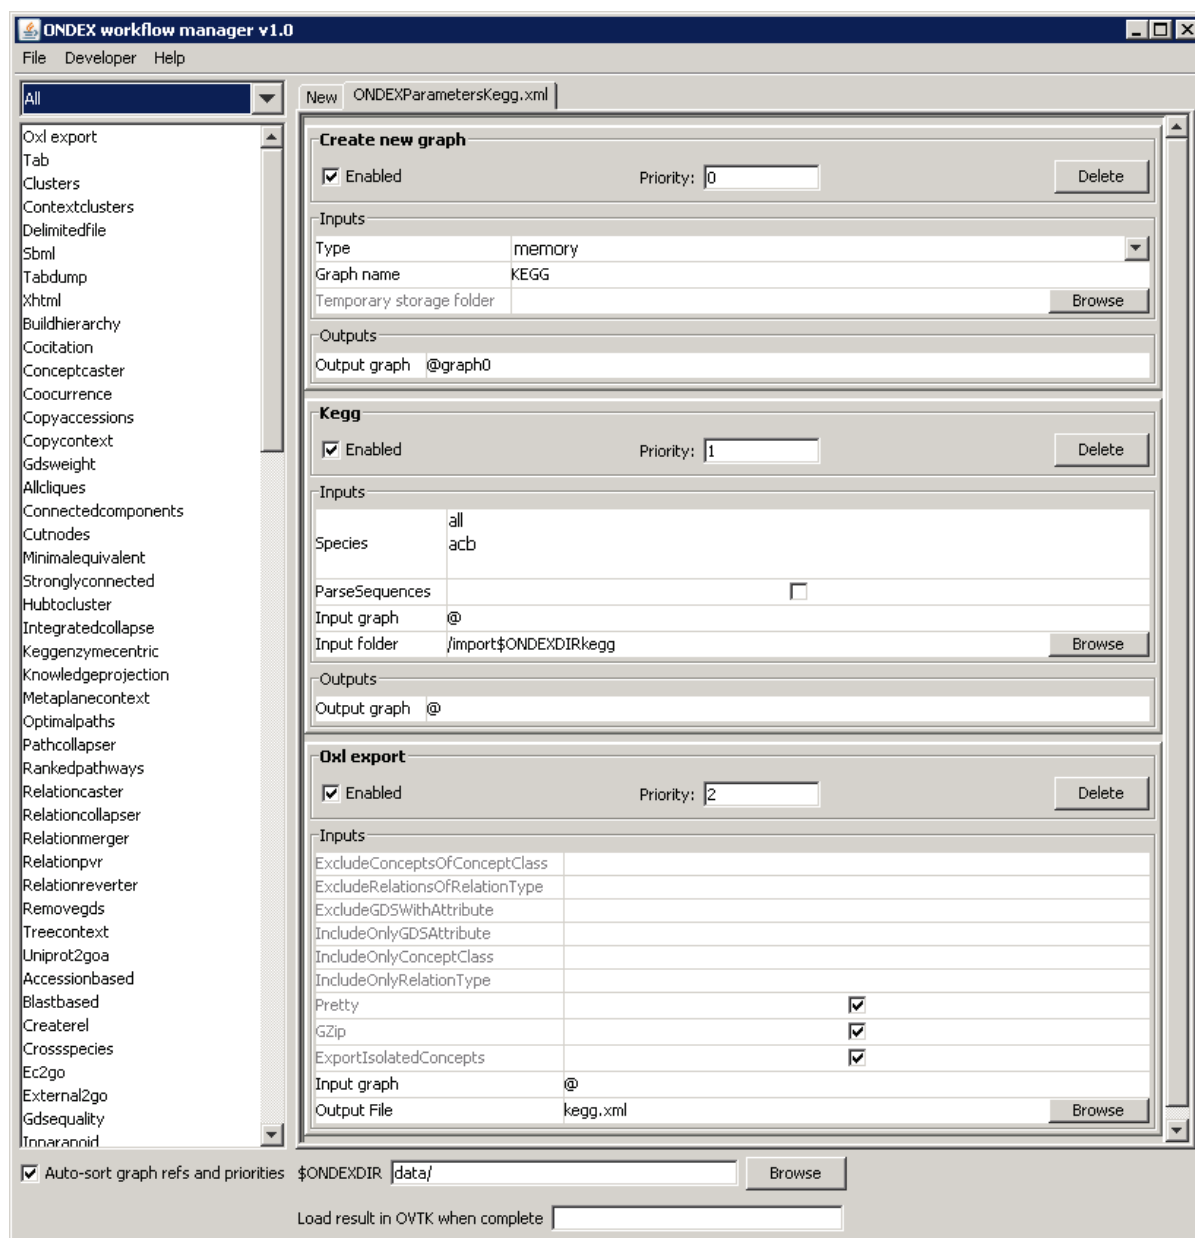 ONDEX workflow manager v1.0
File Developer Help
All
New ONDEXParametersKegg.xml
Oxl export
Tab
Clusters
Contextclusters
Delimitedfile
Sbml
Tabdump
Xhtml
Buildhierarchy
Cocitation
Conceptcaster
Coocurrence
Copyaccessions
Copycontext
Gdsweight
Allcliques
Connectedcomponents
Cutnodes
Minimalequivalent
Stronglyconnected
Hubtocluster
Integratedcollapse
Keggenzymecentric
Knowledgeprojection
Metaplanecontext
Optimalpaths
Pathcollapser
Rankedpathways
Relationcaster
Relationcollapser
Relationmerger
Relationpvr
Relationreverter
Removegds
Treecontext
Uniprot2goa
Accessionbased
Blastbased
Createrel
Crossspecies
Ec2go
External2go
Gdsequality
Inparanoid
Create new graph
Enabled Priority: 0 Delete
Inputs
Type memory
Graph name KEGG
Temporary storage folder Browse
Outputs
Output graph @graph0
Kegg
Enabled Priority: 1 Delete
Inputs
all
Species acb
ParseSequences
Input graph @
Input folder /import$ONDEXDIRkegg Browse
Outputs
Output graph @
Oxl export
Enabled Priority: 2 Delete
Inputs
ExcludeConceptsOfConceptClass
ExcludeRelationsOfRelationType
ExcludeGDSWithAttribute
IncludeOnlyGDSAttribute
IncludeOnlyConceptClass
IncludeOnlyRelationType
Pretty
GZip
ExportIsolatedConcepts
Input graph @
Output File kegg.xml Browse
Auto-sort graph refs and priorities $ONDEXDIR data/ Browse
Load result in OVTK when complete